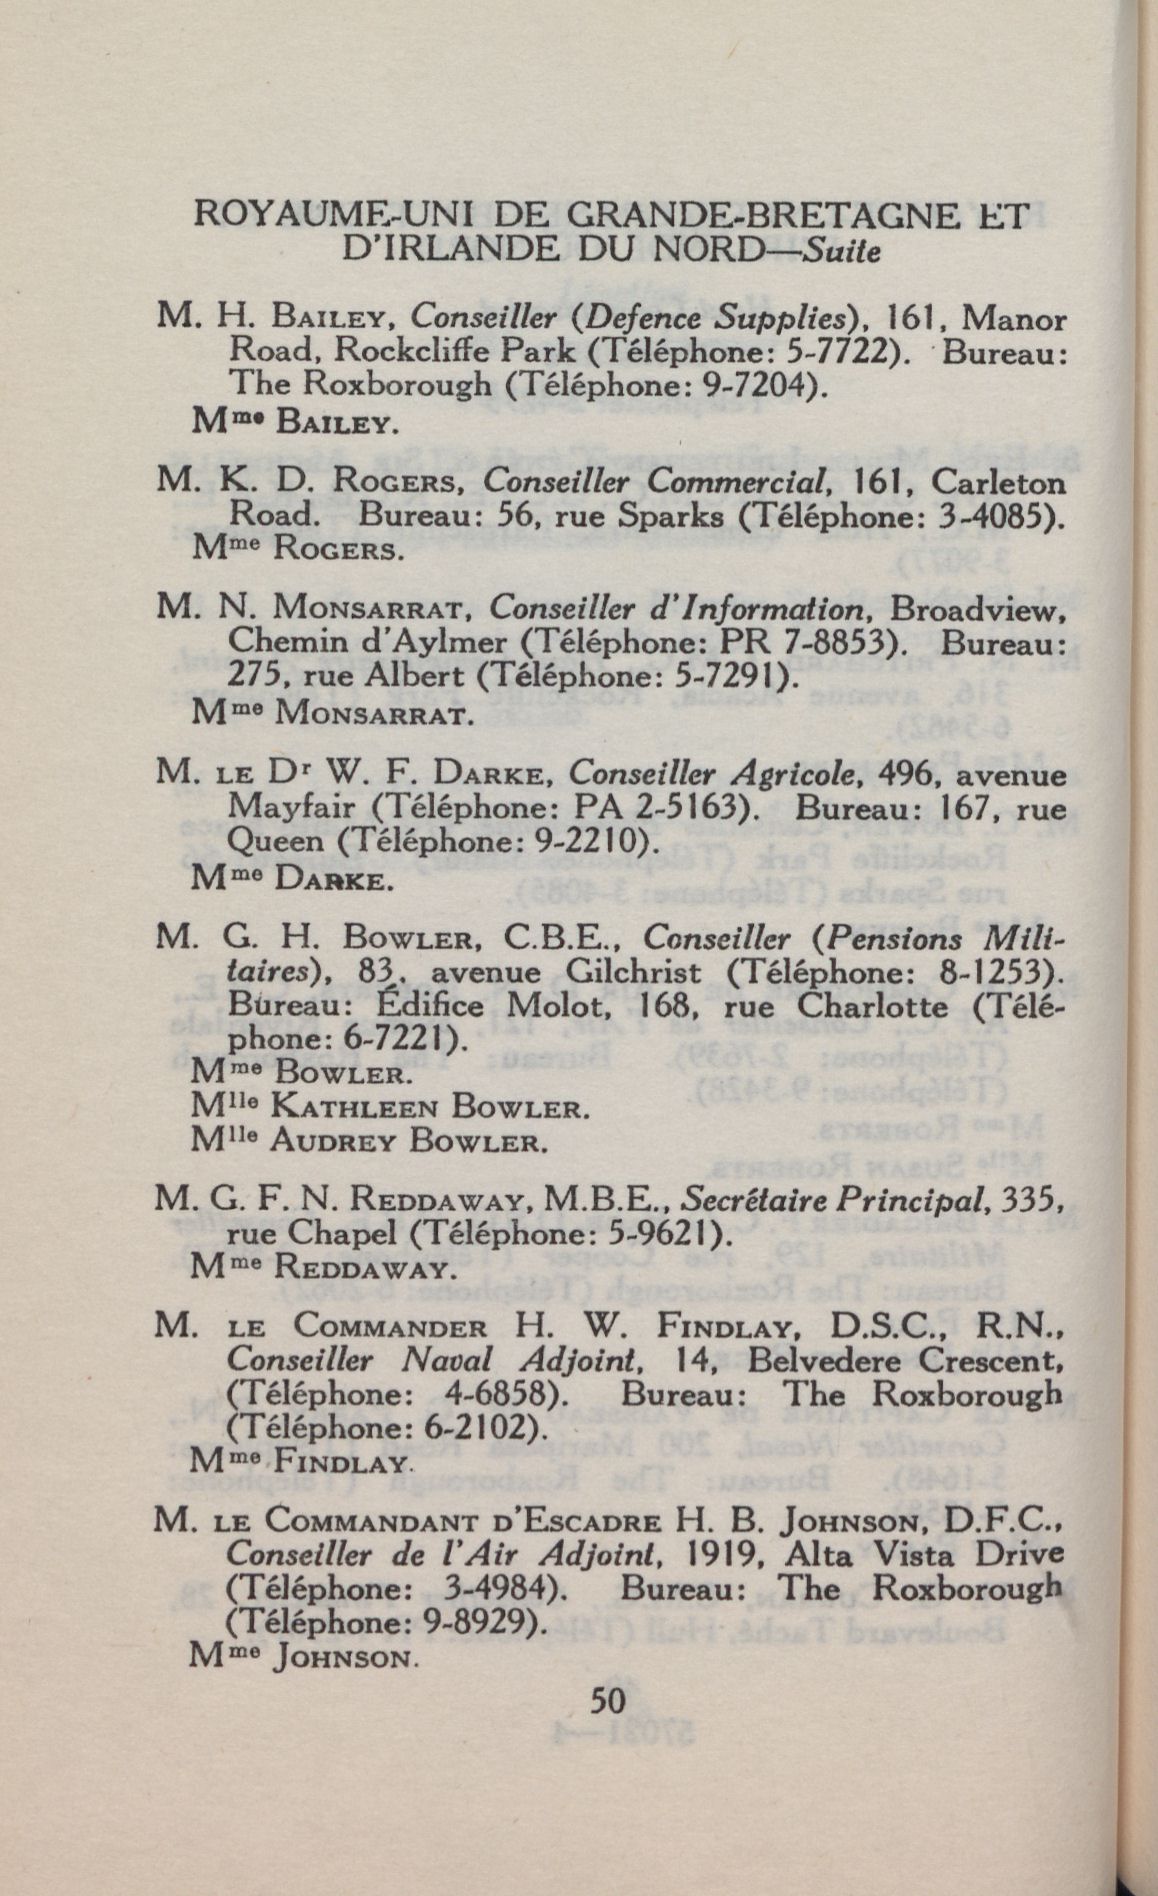 ROYAUME-UNI DE GRANDE-BRETAGNE ET
D'IRLANDE DU NORD—Suite
M. H. BAILEY, Conseiller (Defence Supplies), 161, Manor
Road, Rockcliffe Park (Téléphone: 5-7722). Bureau:
The Roxborough (Téléphone: 9-7204).
Mme BAILEY.
M. K. D. ROGERS, Conseiller Commercial, 161, Carleton
Road. Bureau: 56, rue Sparks (Téléphone: 3-4085).
Mme ROGERS.
M. N. MONSARRAT, Conseiller d'Information, Broadview,
Chemin d'Aylmer (Téléphone: PR 7-8853). Bureau:
275, rue Albert (Téléphone: 5-7291).
Mme MONSARRAT.
M. LE Dr W. F. DARKE, Conseiller Agricole, 496, avenue
Mayfair (Téléphone: PA 2-5163). Bureau: 167, rue
Queen (Téléphone: 9-2210).
Mme DARKE.
M. G. H. BOWLER, C.B.E., Conseiller (Pensions Mili-
taires), 83, avenue Gilchrist (Téléphone: 8-1253).
Bureau: Édifice Molot, 168, rue Charlotte (Télé-
phone: 6-7221).
Mme BOWLER.
Mlle KATHLEEN BOWLER.
Mlle AUDREY BOWLER.
M. G. F. N. REDDAWAY, M.B.E., Secrétaire Principal, 335,
rue Chapel (Téléphone: 5-9621).
Mme REDDAWAY.
M. LE COMMANDER H. W. FINDLAY, D.S.C., R.N.,
Conseiller Naval Adjoint, 14, Belvedere Crescent,
(Téléphone: 4-6858). Bureau: The Roxborough
(Téléphone: 6-2102).
Mme FINDLAY.
M. LE COMMANDANT D'ESCADRE H. B. JOHNSON, D.F.C.,
Conseiller de l'Air Adjoint, 1919, Alta Vista Drive
(Téléphone: 3-4984). Bureau: The Roxborough
(Téléphone: 9-8929).
Mme JOHNSON.
50